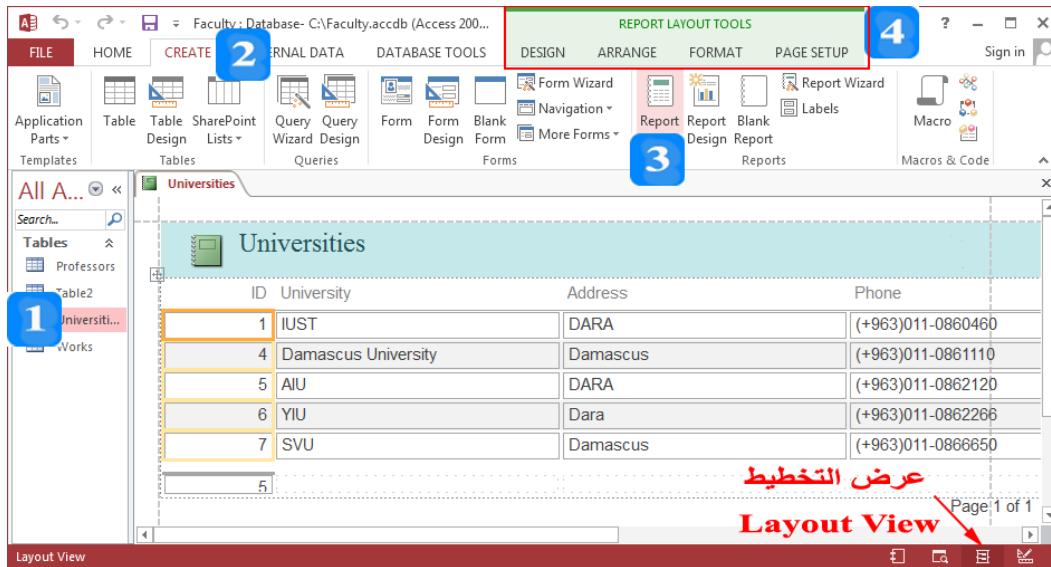 Faculty : Database- C:\Faculty.accdb (Access 200...
REPORT LAYOUT TOOLS
4
?
FILE HOME CREATE 2 ERNAL DATA DATABASE TOOLS DESIGN ARRANGE FORMAT PAGE SETUP Sign in
Application Parts
Table
Table Design
SharePoint Lists
Query Wizard
Query Design
Form
Form Design
Blank Form
Form Wizard
Navigation
More Forms
Report
Report Design
Blank Report
Report Wizard
Labels
Macro
3
Templates Tables Queries Forms Reports Macros & Code
All A...
Search...
Tables
Professors
Table2
1
Universiti...
Works
Universities
Universities
ID University Address Phone
1 IUST DARA (+963)011-0860460
4 Damascus University Damascus (+963)011-0861110
5 AIU DARA (+963)011-0862120
6 YIU Dara (+963)011-0862266
7 SVU Damascus (+963)011-0866650
5
عرض التخطيط
Page 1 of 1
Layout View
Layout View